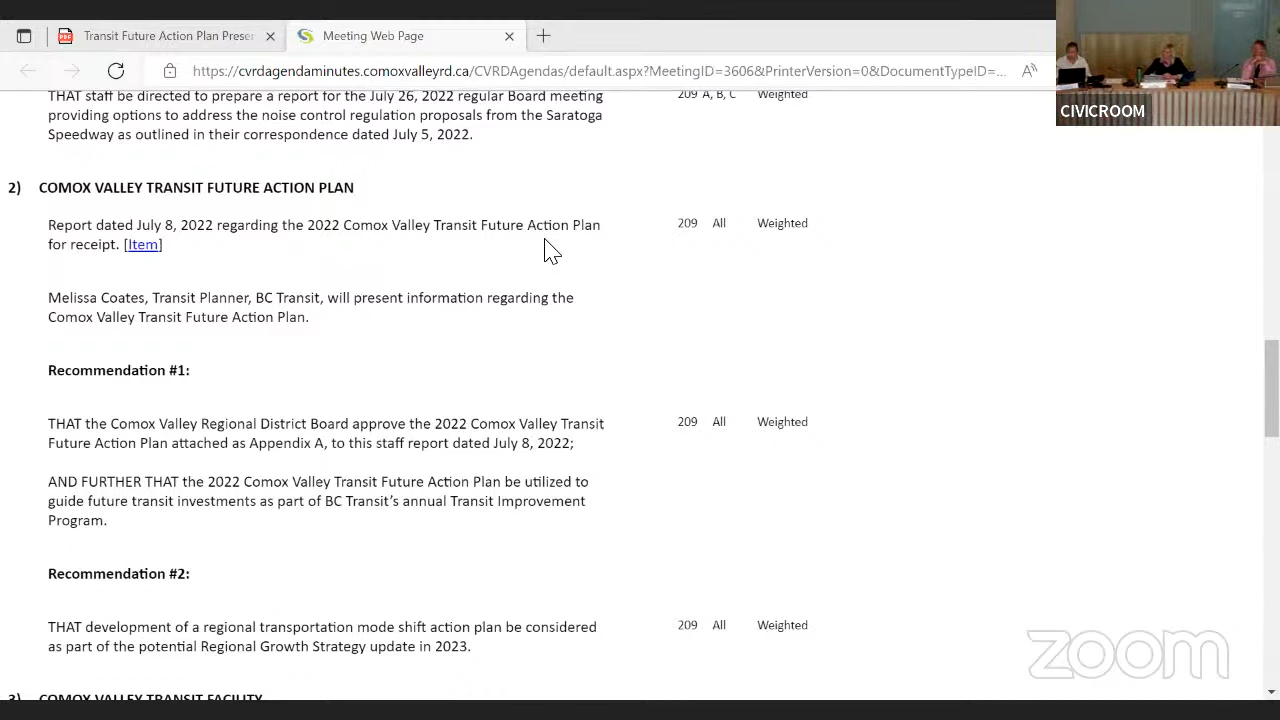 Transit Future Action Plan Prese
Meeting Web Page
https://cvrdagendaminutes.comoxvalleyrd.ca/CVRDAgendas/default.aspx?MeetingID=3606&PrinterVersion=0&DocumentTypeID=...
CIVICROOM
THAT staff be directed to prepare a report for the July 26, 2022 regular Board meeting 209 A, B, C Weighted
providing options to address the noise control regulation proposals from the Saratoga
Speedway as outlined in their correspondence dated July 5, 2022.
2) COMOX VALLEY TRANSIT FUTURE ACTION PLAN
Report dated July 8, 2022 regarding the 2022 Comox Valley Transit Future Action Plan 209 All Weighted
for receipt. [Item]
Melissa Coates, Transit Planner, BC Transit, will present information regarding the
Comox Valley Transit Future Action Plan.
Recommendation #1:
THAT the Comox Valley Regional District Board approve the 2022 Comox Valley Transit 209 All Weighted
Future Action Plan attached as Appendix A, to this staff report dated July 8, 2022;
AND FURTHER THAT the 2022 Comox Valley Transit Future Action Plan be utilized to
guide future transit investments as part of BC Transit's annual Transit Improvement
Program.
Recommendation #2:
THAT development of a regional transportation mode shift action plan be considered 209 All Weighted
as part of the potential Regional Growth Strategy update in 2023.
zoom
3) COMOX VALLEY TRANSIT FACILITY